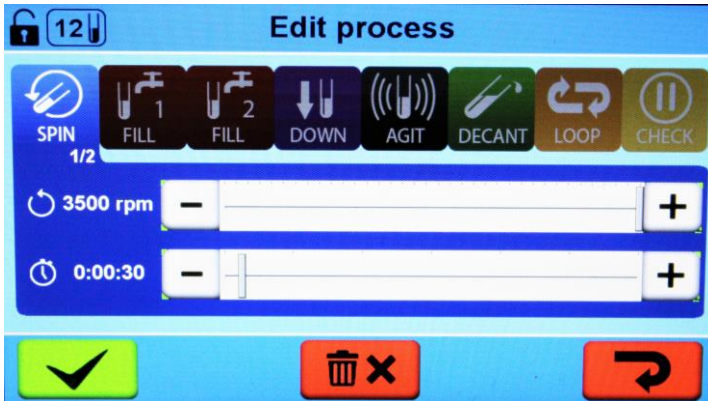 12
Edit process
SPIN
1/2
1
FILL
2
FILL
DOWN
AGIT
DECANT
LOOP
CHECK
3500 rpm
0:00:30